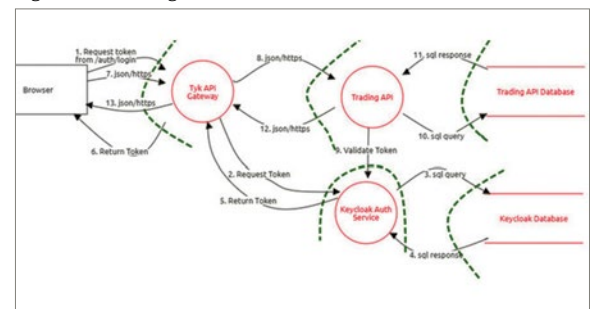 1. Request token
from /auth/login
7. json/https
Browser
13. json/https
6. Return Token
Tyk API
Gateway
8. json/https
12. json/https
2. Request Token
5. Return Token
Trading API
9. Validate Token
Keycloak Auth
Service
11. sql response
Trading API Database
10. sql query
3. sql query
Keycloak Database
4. sql response